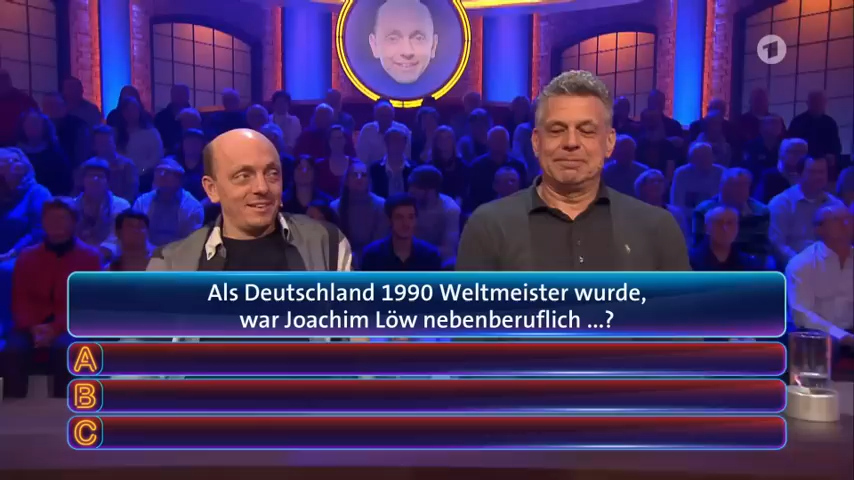 1
Als Deutschland 1990 Weltmeister wurde,
war Joachim Löw nebenberuflich ...?
A
B
C